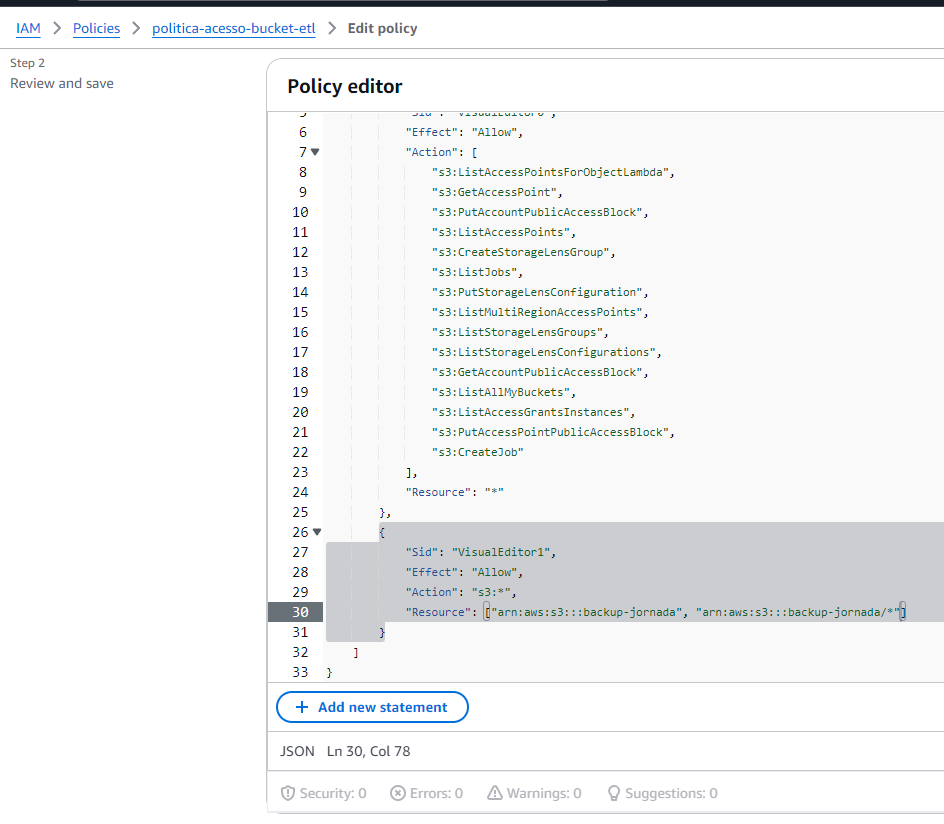 IAM > Policies > politica-acesso-bucket-etl > Edit policy
Step 2
Review and save
Policy editor
5 "Sid": "VisualEditor0",
6 "Effect": "Allow",
7 "Action": [
8 "s3:ListAccessPointsForObjectLambda",
9 "s3:GetAccessPoint",
10 "s3:PutAccountPublicAccessBlock",
11 "s3:ListAccessPoints",
12 "s3:CreateStorageLensGroup",
13 "s3:ListJobs",
14 "s3:PutStorageLensConfiguration",
15 "s3:ListMultiRegionAccessPoints",
16 "s3:ListStorageLensGroups",
17 "s3:ListStorageLensConfigurations",
18 "s3:GetAccountPublicAccessBlock",
19 "s3:ListAllMyBuckets",
20 "s3:ListAccessGrantsInstances",
21 "s3:PutAccessPointPublicAccessBlock",
22 "s3:CreateJob"
23 ],
24 "Resource": "*"
25 },
26 {
27 "Sid": "VisualEditor1",
28 "Effect": "Allow",
29 "Action": "s3:*",
30 "Resource": ["arn:aws:s3:::backup-jornada", "arn:aws:s3:::backup-jornada/*"]
31 }
32 ]
33 }
+ Add new statement
JSON Ln 30, Col 78
Security: 0 Errors: 0 Warnings: 0 Suggestions: 0